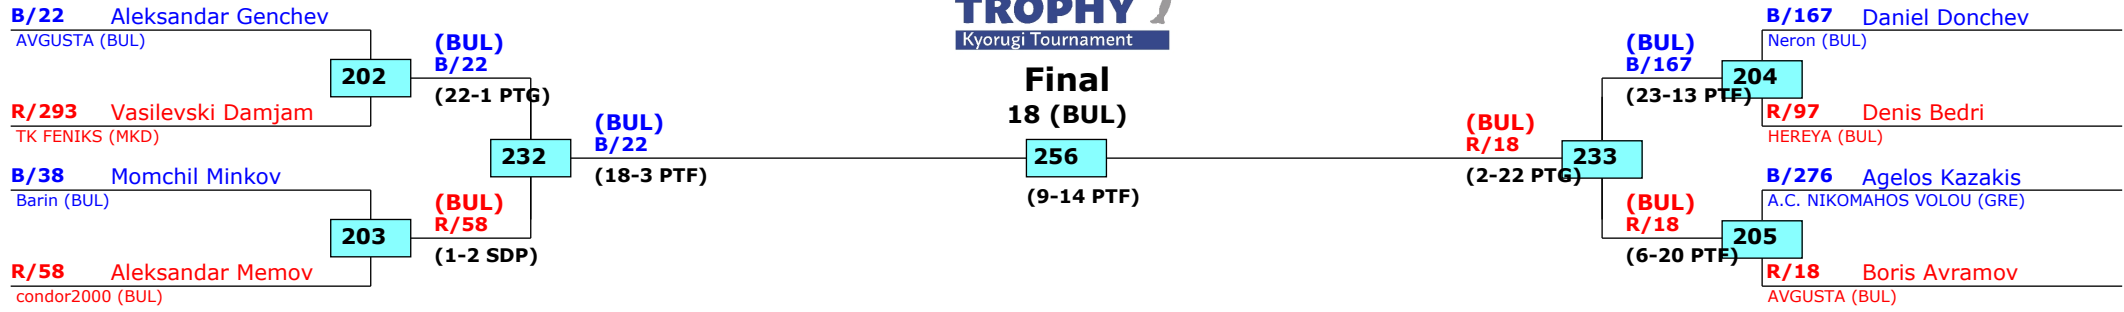 TROPHY
Kyorugi Tournament
Final
18 (BUL)
256
(9-14 PTF)
B/22 Aleksandar Genchev
AVGUSTA (BUL)
202
R/293 Vasilevski Damjam
TK FENIKS (MKD)
B/38 Momchil Minkov
Barin (BUL)
203
R/58 Aleksandar Memov
condor2000 (BUL)
(BUL)
B/22
(22-1 PTG)
232
(BUL)
R/58
(1-2 SDP)
(BUL)
B/22
(18-3 PTF)
(BUL)
R/18
(2-22 PTG)
233
(BUL)
B/167
(23-13 PTF)
(BUL)
R/18
(6-20 PTF)
B/167 Daniel Donchev
Neron (BUL)
204
R/97 Denis Bedri
HEREYA (BUL)
B/276 Agelos Kazakis
A.C. NIKOMAHOS VOLOU (GRE)
205
R/18 Boris Avramov
AVGUSTA (BUL)